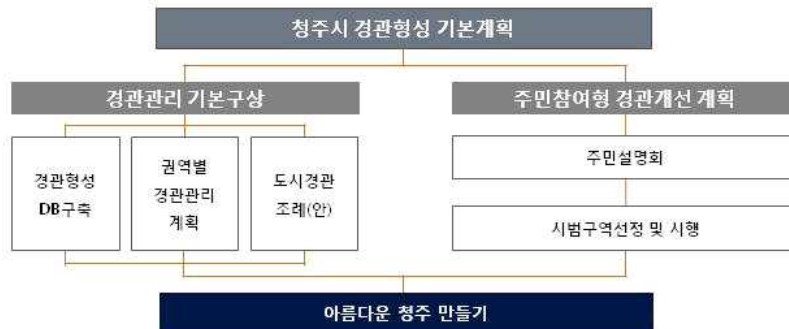 청주시 경관형성 기본계획
경관관리 기본구상
경관형성
DB구축
권역별
경관관리
계획
도시경관
조례(안)
주민참여형 경관개선 계획
주민설명회
시범구역선정 및 시행
아름다운 청주 만들기